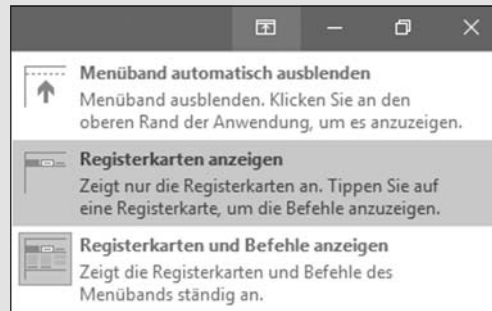 Menüband automatisch ausblenden
Menüband ausblenden. Klicken Sie an den
oberen Rand der Anwendung, um es anzuzeigen.
Registerkarten anzeigen
Zeigt nur die Registerkarten an. Tippen Sie auf
eine Registerkarte, um die Befehle anzuzeigen.
Registerkarten und Befehle anzeigen
Zeigt die Registerkarten und Befehle des
Menübands ständig an.